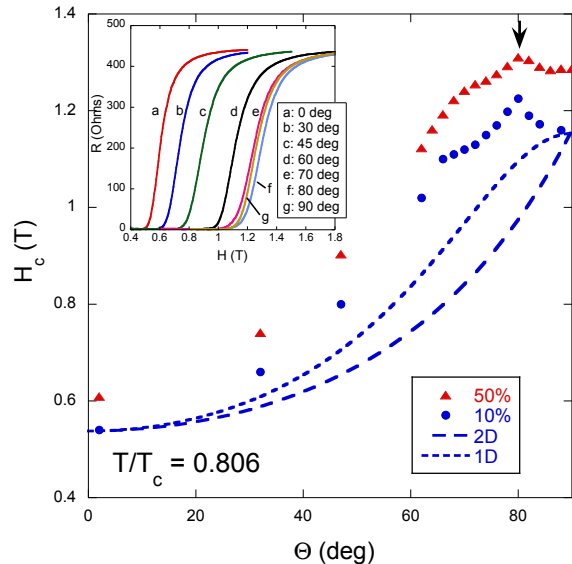 500
400
300
200
100
0
R (Ohms)
a
b
c
d
e
f
g
a: 0 deg
b: 30 deg
c: 45 deg
d: 60 deg
e: 70 deg
f: 80 deg
g: 90 deg
0.4 0.6 0.8 1.0 1.2 1.4 1.6 1.8
H (T)
1.4
1.2
1.0
0.8
0.6
0.4
H_c (T)
50%
10%
2D
1D
T/T_c = 0.806
0 20 40 60 80
Θ (deg)